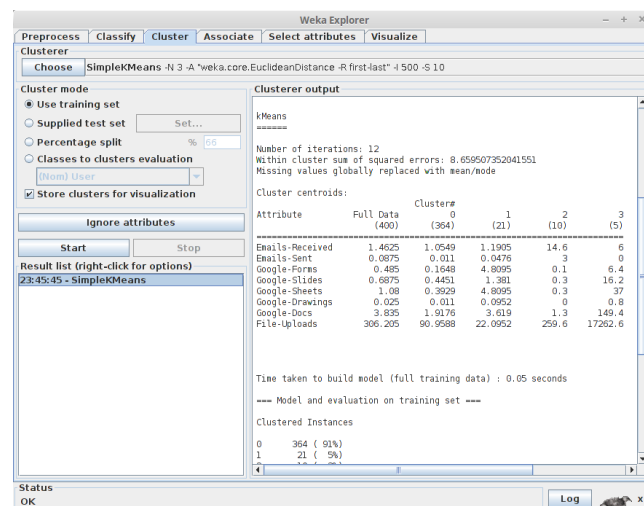 Weka Explorer
Preprocess Classify Cluster Associate Select attributes Visualize
Clusterer
Choose SimpleKMeans -N 3 -A "weka.core.EuclideanDistance -R first-last" -I 500 -S 10
Cluster mode
Use training set
Supplied test set Set...
Percentage split % 66
Classes to clusters evaluation
(Nom) User
Store clusters for visualization
Ignore attributes
Start Stop
Result list (right-click for options)
23:45:45 - SimpleKMeans
Clusterer output
kMeans
======
Number of iterations: 12
Within cluster sum of squared errors: 8.659507352041551
Missing values globally replaced with mean/mode
Cluster centroids:
Cluster#
Attribute Full Data 0 1 2 3
(400) (364) (21) (10) (5)
Emails-Received 1.4625 1.0549 1.1905 14.6 6
Emails-Sent 0.0875 0.011 0.0476 3 0
Google-Forms 0.485 0.1648 4.8095 0.1 6.4
Google-Slides 0.6875 0.4451 1.381 0.3 16.2
Google-Sheets 1.08 0.3929 4.8095 0.3 37
Google-Drawings 0.025 0.011 0.0952 0 0.8
Google-Docs 3.835 1.9176 3.619 1.3 149.4
File-Uploads 306.205 90.9588 22.0952 259.6 17262.6
Time taken to build model (full training data) : 0.05 seconds
=== Model and evaluation on training set ===
Clustered Instances
0 364 ( 91%)
1 21 ( 5%)
Status
OK
Log x